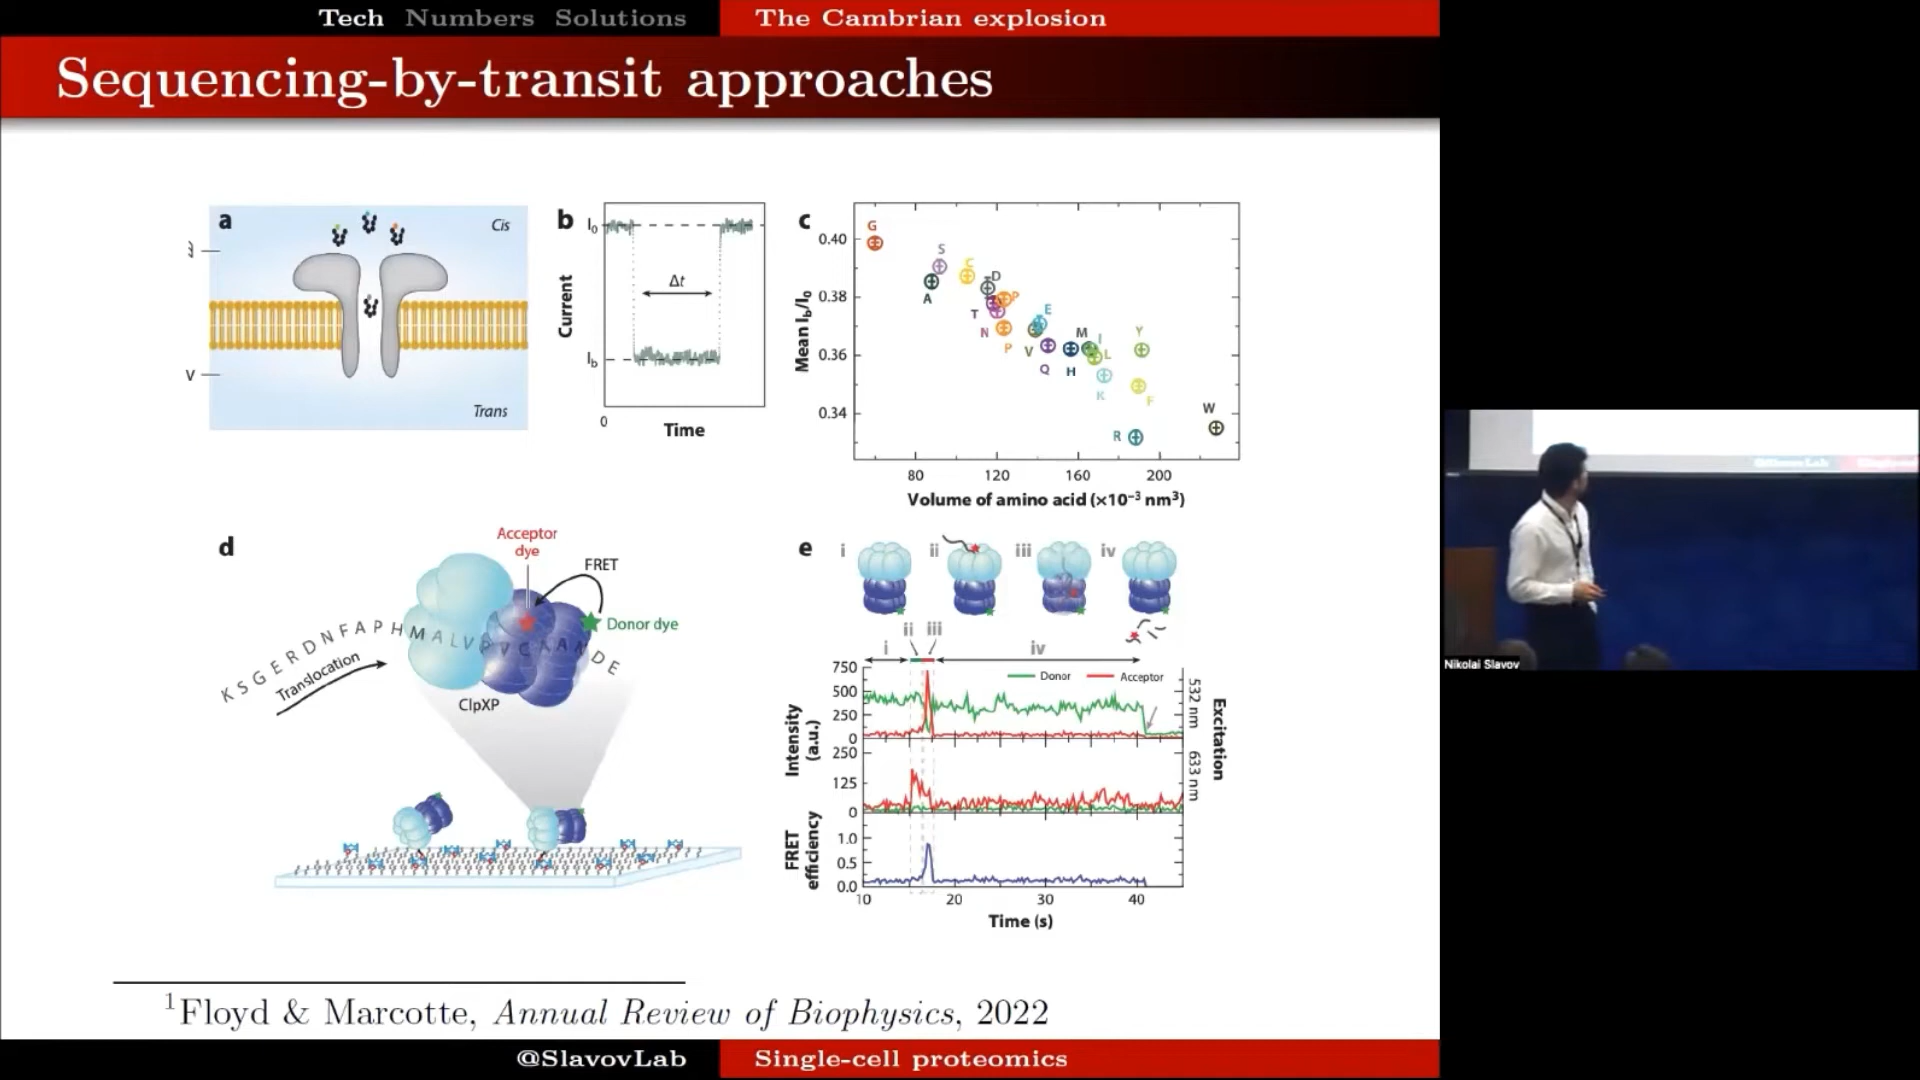 Tech Numbers Solutions
The Cambrian explosion
Sequencing-by-transit approaches
a
Cis
Trans
V
b
I0
Ib
Δt
Current
0
Time
c
Mean Ib/I0
0.40
0.38
0.36
0.34
G
S
C
D
A
P
T
E
N
P
V
M
I
Y
L
Q
H
K
F
W
R
80 120 160 200
Volume of amino acid (×10⁻³ nm³)
d
Acceptor
dye
FRET
Donor dye
KSGERDNFAPHMALVPVCXANDE
Translocation
ClpXP
e
i ii iii iv
ii iii
i iv
Donor Acceptor
750
500
250
0
250
125
0
Intensity
(a.u.)
532 nm
633 nm
Excitation
1.0
0.5
0.0
FRET
efficiency
10 20 30 40
Time (s)
¹Floyd & Marcotte, Annual Review of Biophysics, 2022
@SlavovLab
Single-cell proteomics
Nikolai Slavov